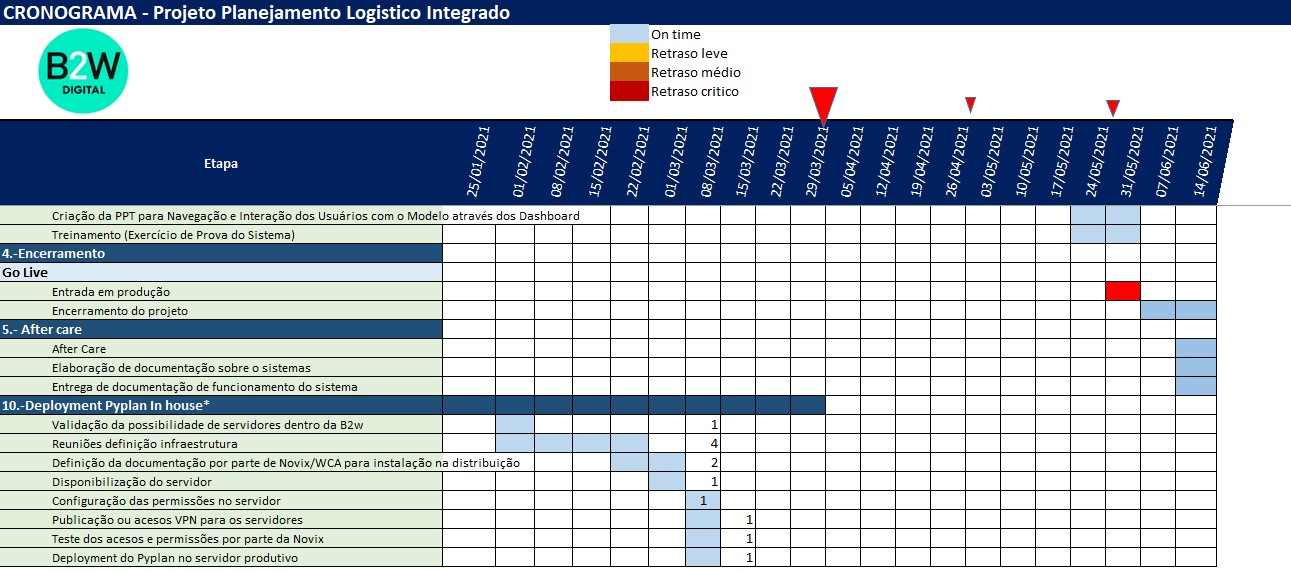 CRONOGRAMA - Projeto Planejamento Logistico Integrado
B2W
DIGITAL
On time
Retraso leve
Retraso médio
Retraso critico
Etapa
25/01/2021
01/02/2021
08/02/2021
15/02/2021
22/02/2021
01/03/2021
08/03/2021
15/03/2021
22/03/2021
29/03/2021
05/04/2021
12/04/2021
19/04/2021
26/04/2021
03/05/2021
10/05/2021
17/05/2021
24/05/2021
31/05/2021
07/06/2021
14/06/2021
Criação da PPT para Navegação e Interação dos Usuários com o Modelo através dos Dashboard
Treinamento (Exercício de Prova do Sistema)
4.-Encerramento
Go Live
Entrada em produção
Encerramento do projeto
5.- After care
After Care
Elaboração de documentação sobre o sistemas
Entrega de documentação de funcionamento do sistema
10.-Deployment Pyplan In house*
Validação da possibilidade de servidores dentro da B2w 1
Reuniões definição infraestrutura 4
Definição da documentação por parte de Novix/WCA para instalação na distribuição 2
Disponibilização do servidor 1
Configuração das permissões no servidor 1
Publicação ou acesos VPN para os servidores 1
Teste dos acesos e permissões por parte da Novix 1
Deployment do Pyplan no servidor produtivo 1